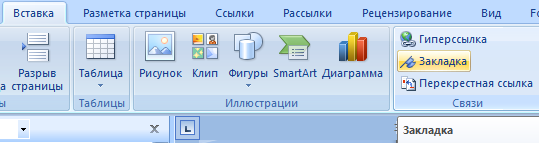 Вставка Разметка страницы Ссылки Рассылки Рецензирование Вид
Гиперссылка
Закладка
Перекрестная ссылка
Разрыв
страницы
Таблица
Рисунок Клип Фигуры SmartArt Диаграмма
Таблицы Иллюстрации Связи
Закладка